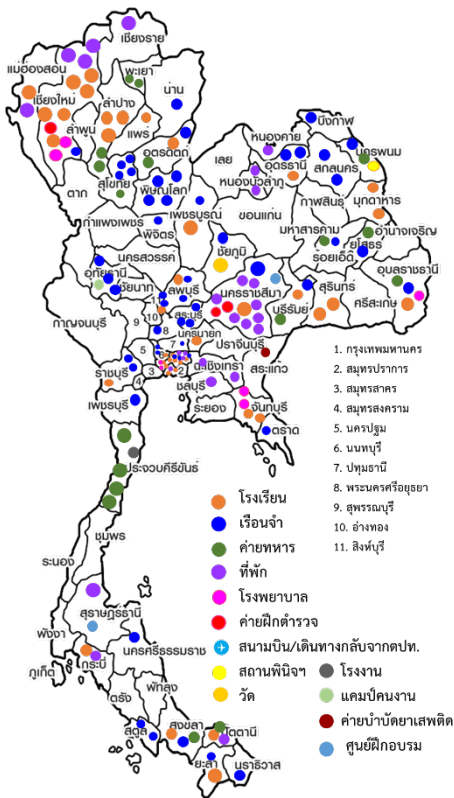 เชียงราย
แม่ฮ่องสอน
พะเยา
น่าน
เชียงใหม่
ลำปาง
ลำพูน
แพร่
อุตรดิตถ์
ตาก
สุโขทัย
พิษณุโลก
กำแพงเพชร
พิจิตร
เพชรบูรณ์
เลย
หนองคาย
บึงกาฬ
อุดรธานี
หนองบัวลำภู
สกลนคร
นครพนม
มุกดาหาร
ขอนแก่น
กาฬสินธุ์
มหาสารคาม
ร้อยเอ็ด
ยโสธร
อำนาจเจริญ
อุบลราชธานี
ศรีสะเกษ
สุรินทร์
บุรีรัมย์
นครราชสีมา
ชัยภูมิ
นครสวรรค์
อุทัยธานี
ชัยนาท
ลพบุรี
สระบุรี
นครนายก
ปราจีนบุรี
สระแก้ว
ฉะเชิงเทรา
ชลบุรี
ระยอง
จันทบุรี
ตราด
กาญจนบุรี
ราชบุรี
เพชรบุรี
ประจวบคีรีขันธ์
ชุมพร
ระนอง
สุราษฎร์ธานี
พังงา
ภูเก็ต
กระบี่
นครศรีธรรมราช
ตรัง
พัทลุง
สตูล
สงขลา
ปัตตานี
ยะลา
นราธิวาส
11
10
9
8
7
5
6
3
2
4
1. กรุงเทพมหานคร
2. สมุทรปราการ
3. สมุทรสาคร
4. สมุทรสงคราม
5. นครปฐม
6. นนทบุรี
7. ปทุมธานี
8. พระนครศรีอยุธยา
9. สุพรรณบุรี
10. อ่างทอง
11. สิงห์บุรี
โรงเรียน
เรือนจำ
ค่ายทหาร
ที่พัก
โรงพยาบาล
ค่ายฝึกตำรวจ
สนามบิน/เดินทางกลับจากตปท.
สถานพินิจฯ
โรงงาน
วัด
แคมป์คนงาน
ค่ายบำบัดยาเสพติด
ศูนย์ฝึกอบรม